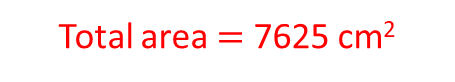 Total area = 7625 cm²